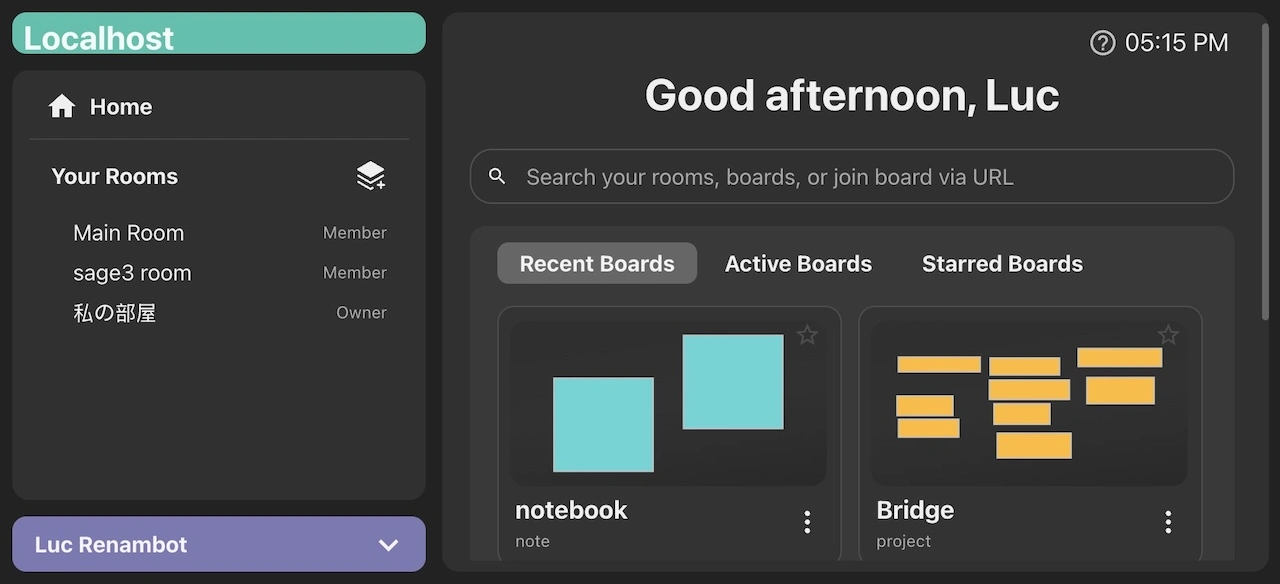 Localhost
Home
Your Rooms
Main Room Member
sage3 room Member
私の部屋 Owner
Luc Renambot
05:15 PM
Good afternoon, Luc
Search your rooms, boards, or join board via URL
Recent Boards Active Boards Starred Boards
notebook
note
Bridge
project